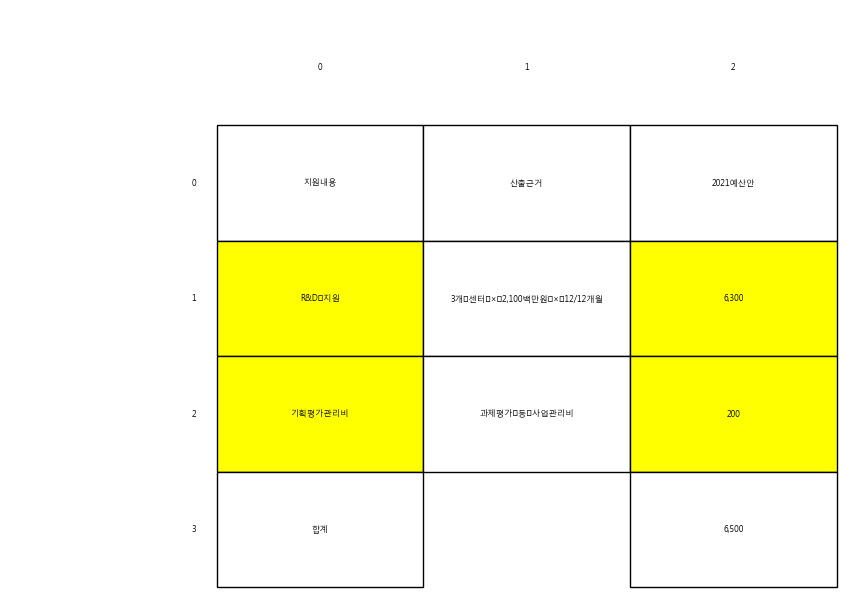 0 1 2
0 지원내용 산출근거 2021예산안
1 R&D□지원 3개□센터□×□2,100백만원□×□12/12개월 6,300
2 기획평가관리비 과제평가□등□사업관리비 200
3 합계 6,500